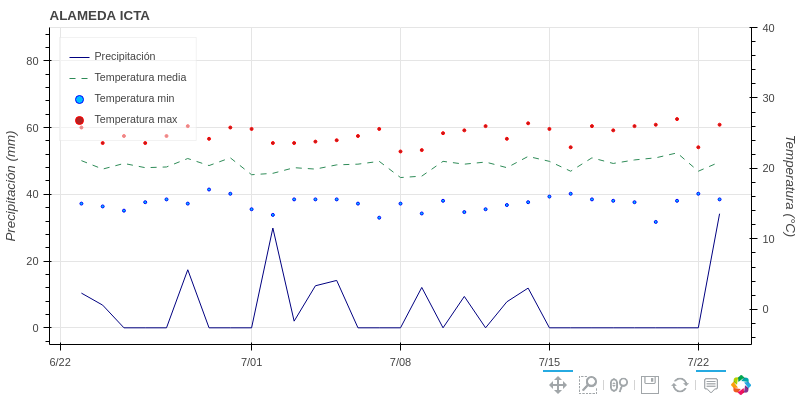 ALAMEDA ICTA
Precipitación
Temperatura media
Temperatura min
Temperatura max
Precipitación (mm)
80
60
40
20
0
40
30
20
10
0
Temperatura (°C)
6/22
7/01
7/08
7/15
7/22